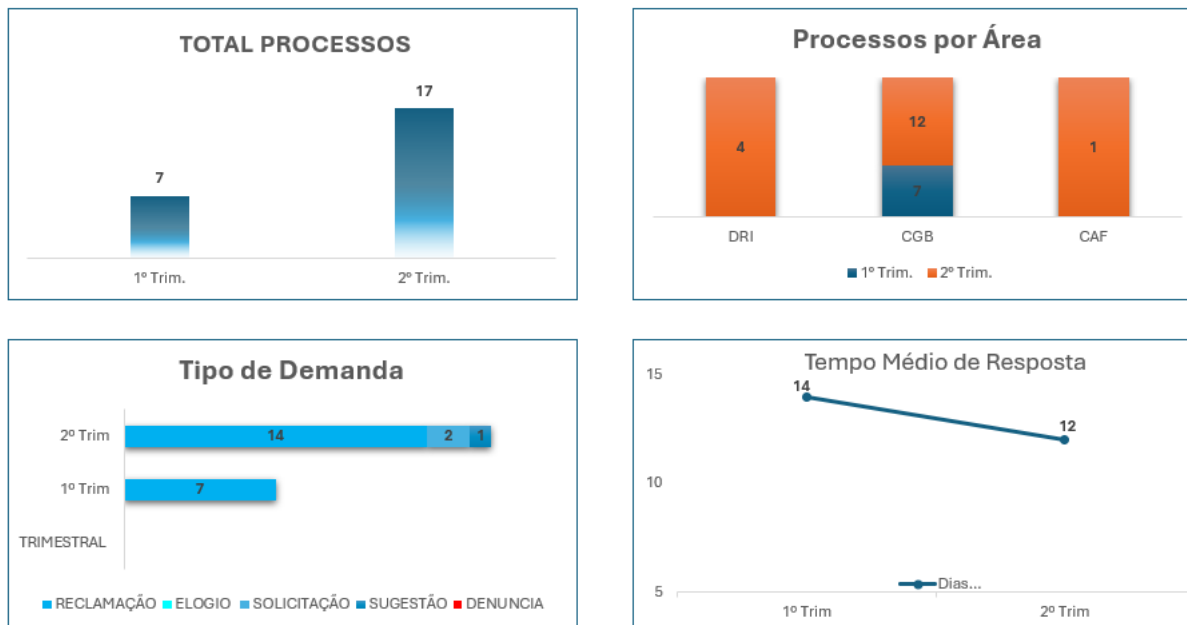 TOTAL PROCESSOS
17
7
1º Trim.
2º Trim.
Processos por Área
4
12
7
1
DRI
CGB
CAF
1º Trim.
2º Trim.
Tipo de Demanda
2º Trim
14
2
1
1º Trim
7
TRIMESTRAL
RECLAMAÇÃO
ELOGIO
SOLICITAÇÃO
SUGESTÃO
DENUNCIA
Tempo Médio de Resposta
15
14
12
10
Dias...
5
1º Trim
2º Trim